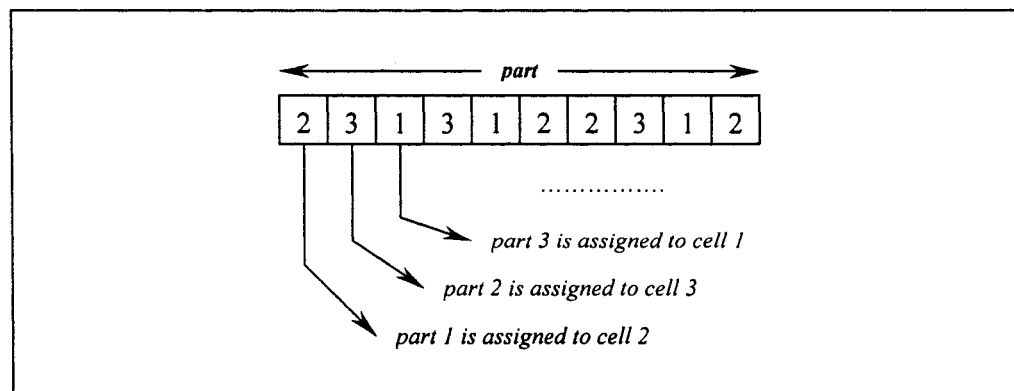 part
2 3 1 3 1 2 2 3 1 2
................
part 3 is assigned to cell 1
part 2 is assigned to cell 3
part 1 is assigned to cell 2